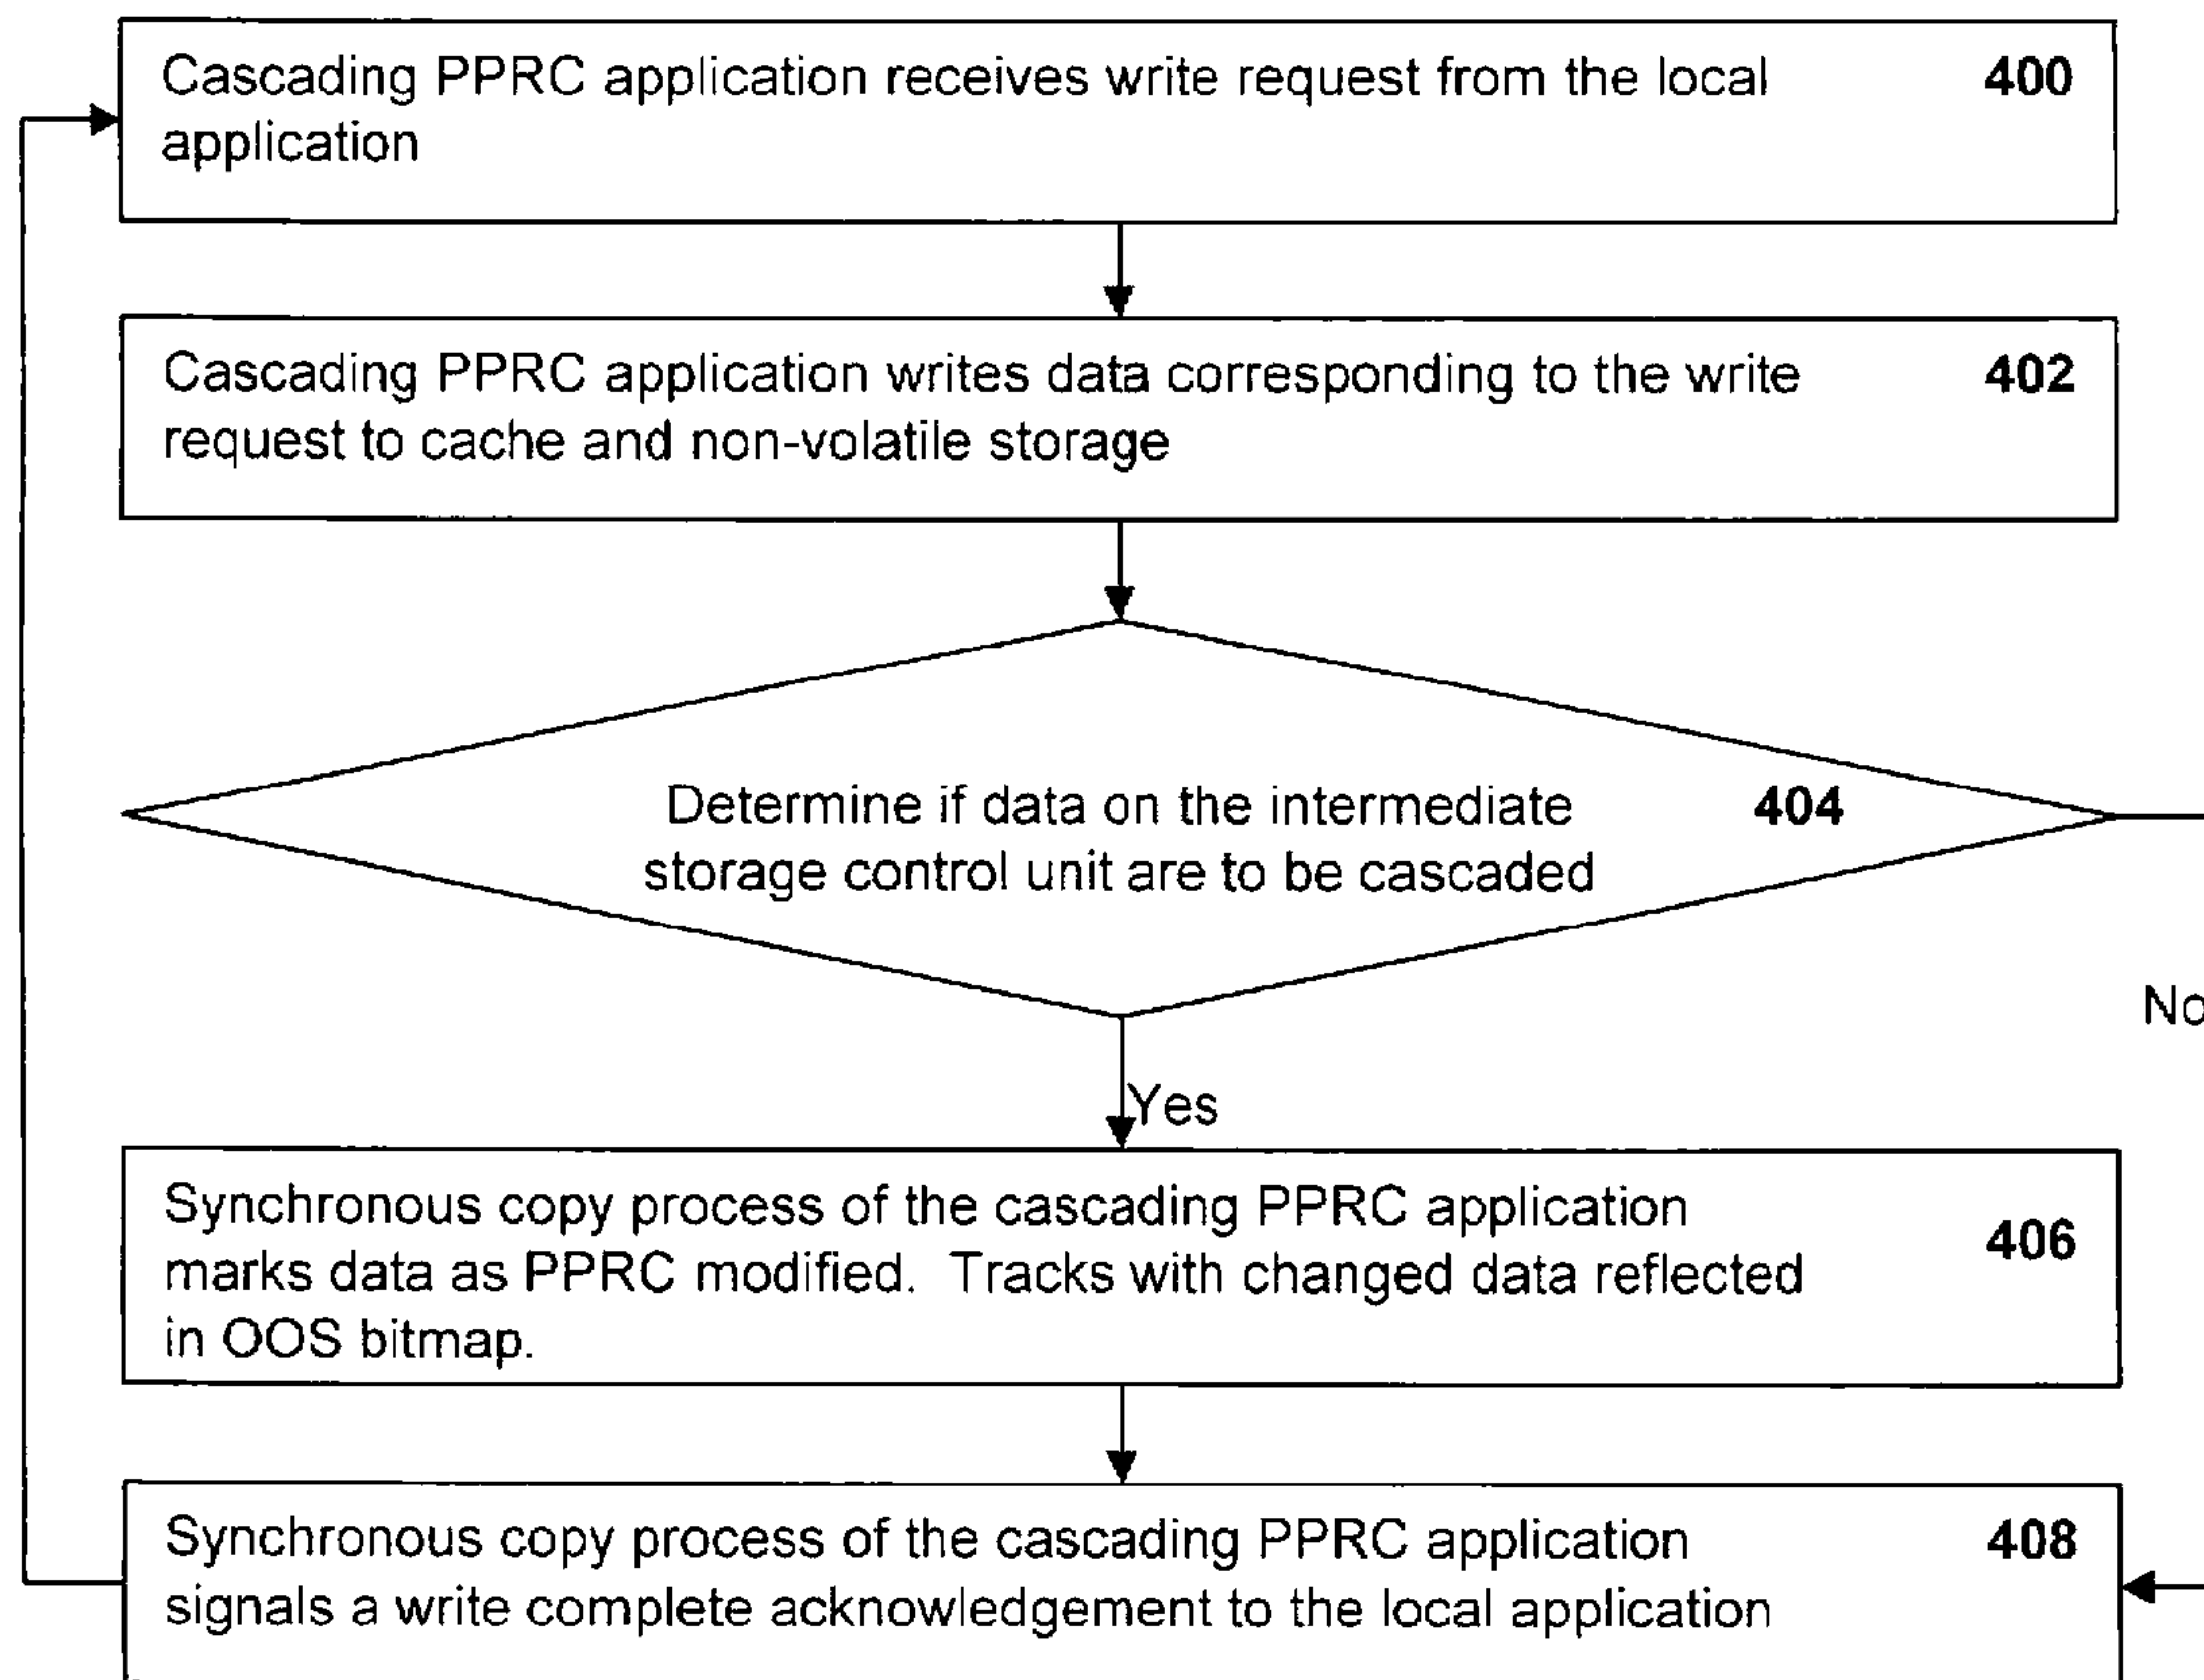 Cascading PPRC application receives write request from the local 400
application
Cascading PPRC application writes data corresponding to the write 402
request to cache and non-volatile storage
Determine if data on the intermediate 404
storage control unit are to be cascaded
No
Yes
Synchronous copy process of the cascading PPRC application
406
marks data as PPRC modified. Tracks with changed data reflected
in OOS bitmap.
Synchronous copy process of the cascading PPRC application 408
signals a write complete acknowledgement to the local application